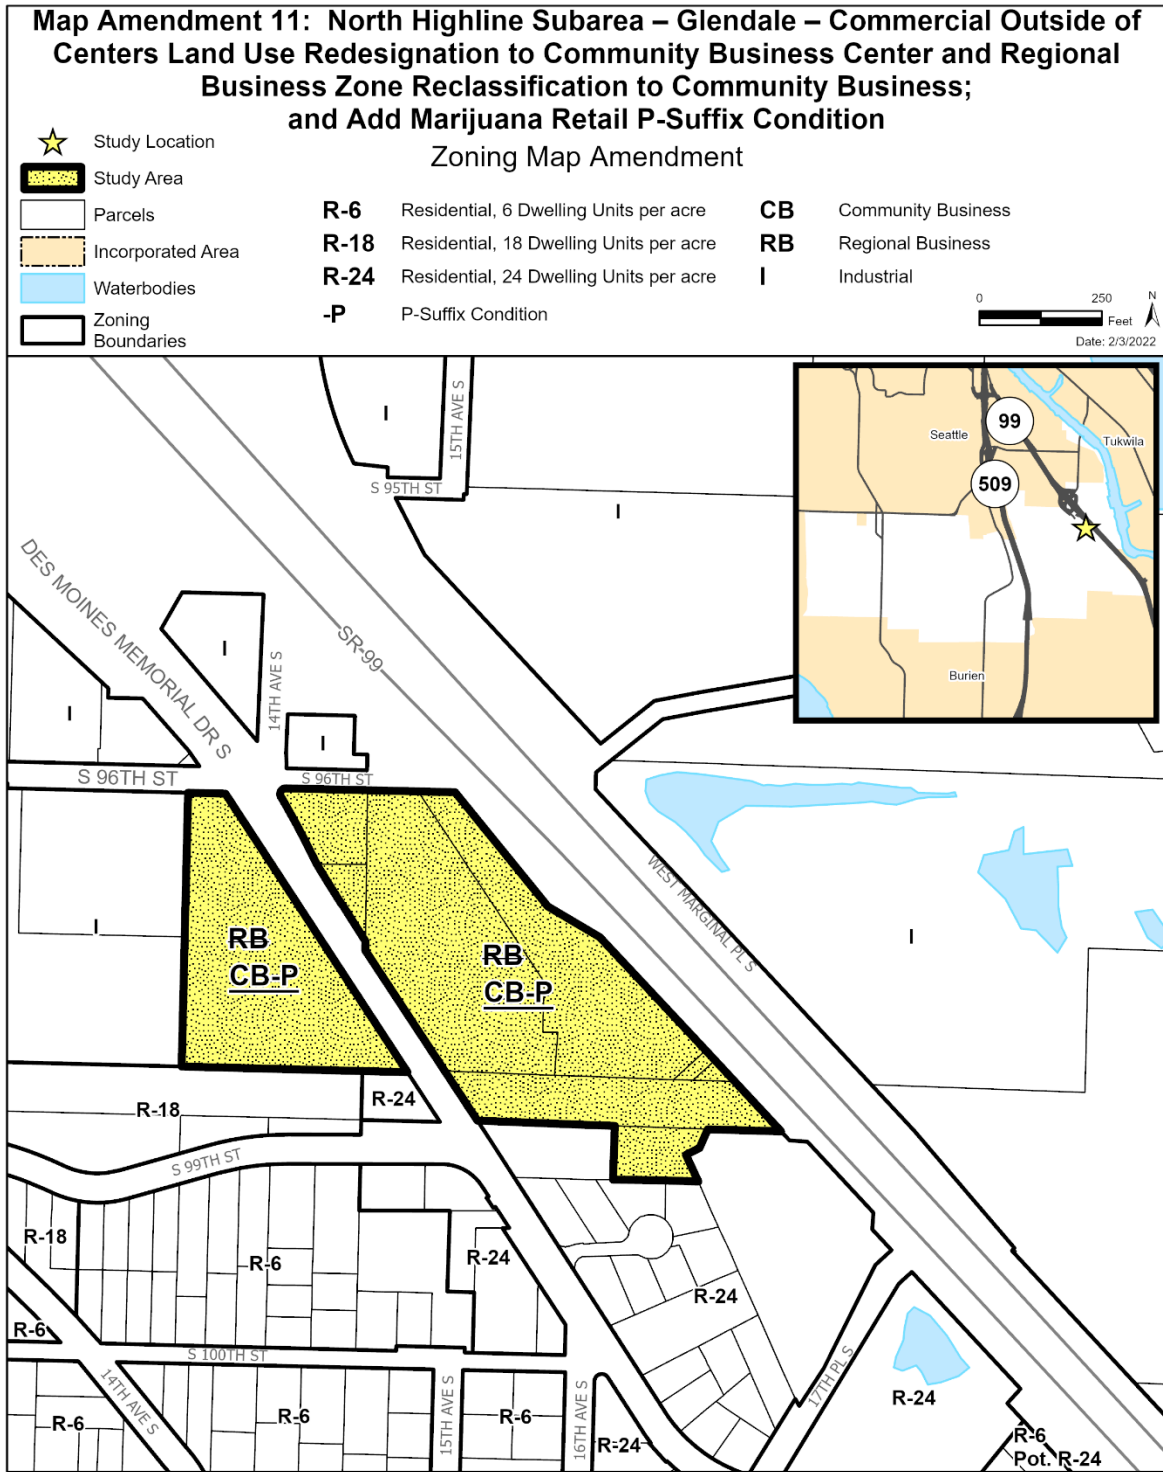 Map Amendment 11: North Highline Subarea – Glendale – Commercial Outside of
Centers Land Use Redesignation to Community Business Center and Regional
Business Zone Reclassification to Community Business;
and Add Marijuana Retail P-Suffix Condition
Zoning Map Amendment
Study Location
Study Area
Parcels
Incorporated Area
Waterbodies
Zoning
Boundaries
R-6 Residential, 6 Dwelling Units per acre
R-18 Residential, 18 Dwelling Units per acre
R-24 Residential, 24 Dwelling Units per acre
-P P-Suffix Condition
CB Community Business
RB Regional Business
I Industrial
0 250
Feet
N
Date: 2/3/2022
I
15TH AVE S
S 95TH ST
I
Seattle
99
Tukwila
509
Burien
DES MOINES MEMORIAL DR S
SR-99
I
14TH AVE S
I
I
S 96TH ST
S 96TH ST
WEST MARGINAL PL S
I
RB
CB-P
RB
CB-P
I
R-18
R-24
S 99TH ST
R-18
R-6
R-24
R-24
R-6
S 100TH ST
14TH AVE S
R-6
R-6
15TH AVE S
R-6
16TH AVE S
R-24
17TH PL S
R-24
R-6
Pot. R-24